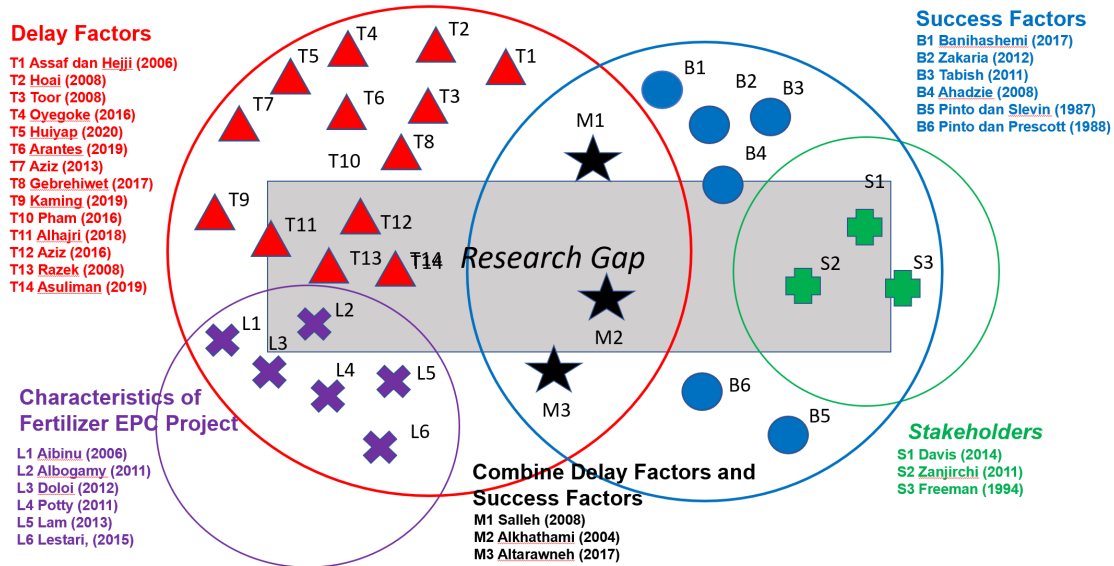 Delay Factors
T1 Assaf dan Hejji (2006)
T2 Hoai (2008)
T3 Toor (2008)
T4 Oyegoke (2016)
T5 Huiyap (2020)
T6 Arantes (2019)
T7 Aziz (2013)
T8 Gebrehiwet (2017)
T9 Kaming (2019)
T10 Pham (2016)
T11 Alhajri (2018)
T12 Aziz (2016)
T13 Razek (2008)
T14 Asuliman (2019)
T4
T2
T5
T1
T6
T3
T7
T8
T10
T9
T11
T12
T13
T14
T14
Research Gap
M1
M2
M3
Success Factors
B1 Banihashemi (2017)
B2 Zakaria (2012)
B3 Tabish (2011)
B4 Ahadzie (2008)
B5 Pinto dan Slevin (1987)
B6 Pinto dan Prescott (1988)
B1
B2
B3
B4
B6
B5
S1
S2
S3
L1
L2
L3
L4
L5
L6
Characteristics of
Fertilizer EPC Project
L1 Aibinu (2006)
L2 Albogamy (2011)
L3 Doloi (2012)
L4 Potty (2011)
L5 Lam (2013)
L6 Lestari, (2015)
Combine Delay Factors and
Success Factors
M1 Salleh (2008)
M2 Alkhathami (2004)
M3 Altarawneh (2017)
Stakeholders
S1 Davis (2014)
S2 Zanjirchi (2011)
S3 Freeman (1994)